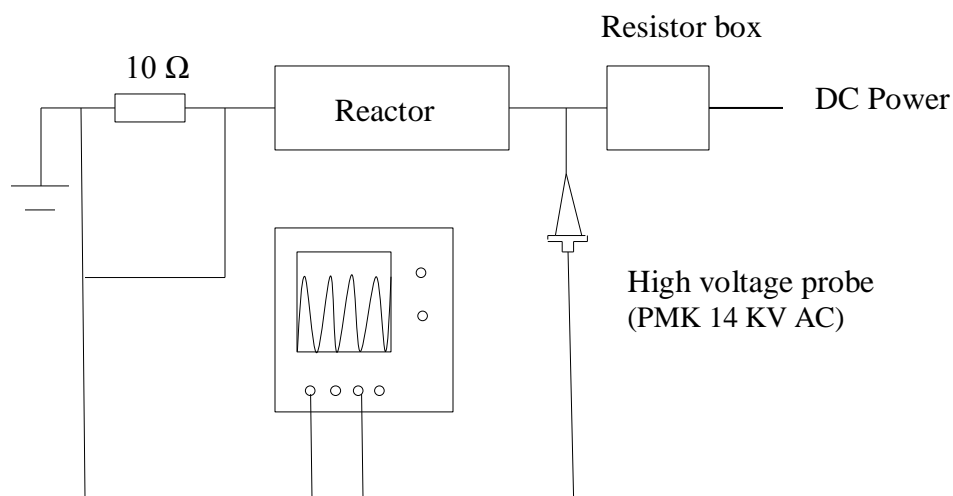 Resistor box
10 Ω
Reactor
DC Power
High voltage probe
(PMK 14 KV AC)